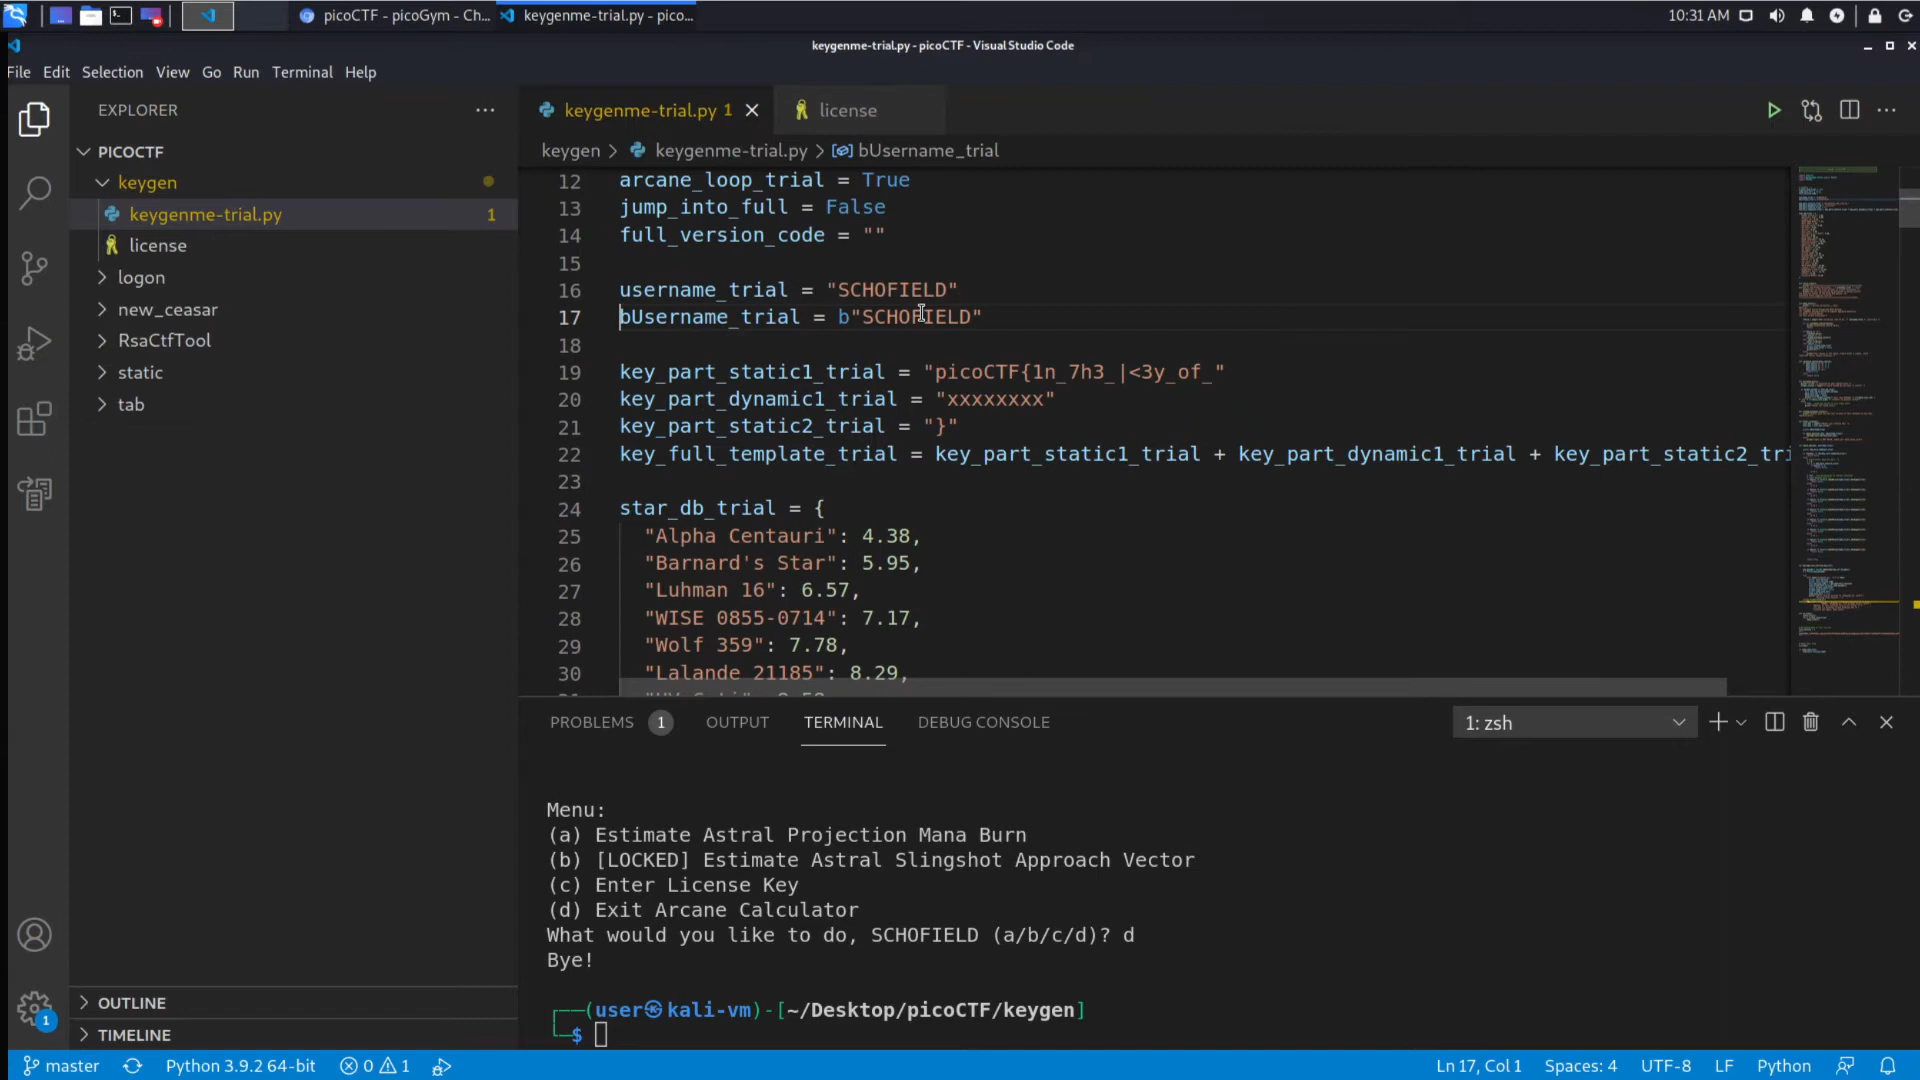 picoCTF - picoGym - Ch...
keygenme-trial.py - pico...
10:31 AM
keygenme-trial.py - picoCTF - Visual Studio Code
File Edit Selection View Go Run Terminal Help
EXPLORER
PICOCTF
keygen
keygenme-trial.py 1
license
logon
new_ceasar
RsaCtfTool
static
tab
OUTLINE
TIMELINE
1
keygenme-trial.py 1
license
keygen > keygenme-trial.py > bUsername_trial
12 arcane_loop_trial = True
13 jump_into_full = False
14 full_version_code = ""
15
16 username_trial = "SCHOFIELD"
17 bUsername_trial = b"SCHOFIELD"
18
19 key_part_static1_trial = "picoCTF{1n_7h3_|<3y_of_"
20 key_part_dynamic1_trial = "xxxxxxxx"
21 key_part_static2_trial = "}"
22 key_full_template_trial = key_part_static1_trial + key_part_dynamic1_trial + key_part_static2_tri
23
24 star_db_trial = {
25 "Alpha Centauri": 4.38,
26 "Barnard's Star": 5.95,
27 "Luhman 16": 6.57,
28 "WISE 0855-0714": 7.17,
29 "Wolf 359": 7.78,
30 "Lalande 21185": 8.29,
PROBLEMS 1 OUTPUT TERMINAL DEBUG CONSOLE
1: zsh
Menu:
(a) Estimate Astral Projection Mana Burn
(b) [LOCKED] Estimate Astral Slingshot Approach Vector
(c) Enter License Key
(d) Exit Arcane Calculator
What would you like to do, SCHOFIELD (a/b/c/d)? d
Bye!
┌──(user㉿kali-vm)-[~/Desktop/picoCTF/keygen]
└─$
master Python 3.9.2 64-bit 0 1 Ln 17, Col 1 Spaces: 4 UTF-8 LF Python